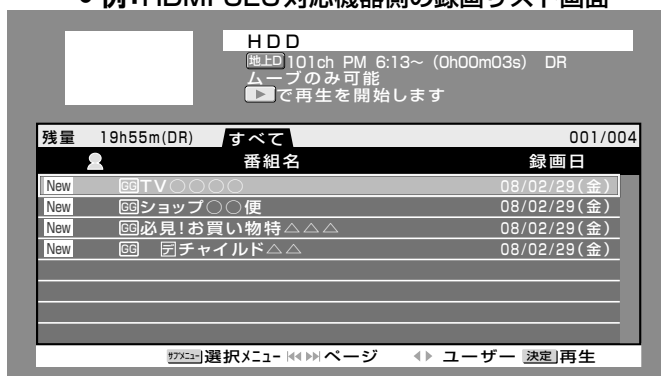 ● 例:HDMI CEC対応機器側の録画リスト画面
HDD
地上D 101ch PM 6:13~ (0h00m03s) DR
ムーブのみ可能
▶で再生を開始します
残量 19h55m(DR) すべて 001/004
番組名 録画日
New GG TV○○○○ 08/02/29(金)
New GG ショップ○○便 08/02/29(金)
New GG 必見!お買い物特△△△ 08/02/29(金)
New GG デ チャイルド△△ 08/02/29(金)
サブメニュー 選択メニュー ⏮⏭ ページ ◀▶ ユーザー 決定 再生